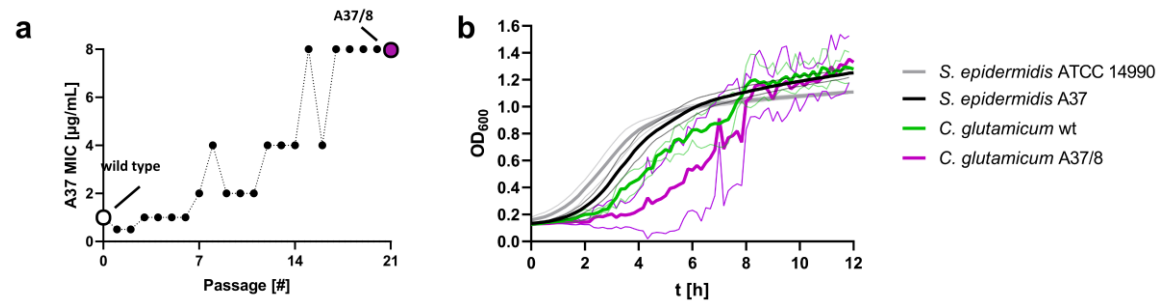 a
A37/8
A37 MIC [µg/mL]
8
6
4
2
0
wild type
0
7
14
21
Passage [#]
b
OD600
1.6
1.4
1.2
1.0
0.8
0.6
0.4
0.2
0.0
0
2
4
6
8
10
12
t [h]
S. epidermidis ATCC 14990
S. epidermidis A37
C. glutamicum wt
C. glutamicum A37/8